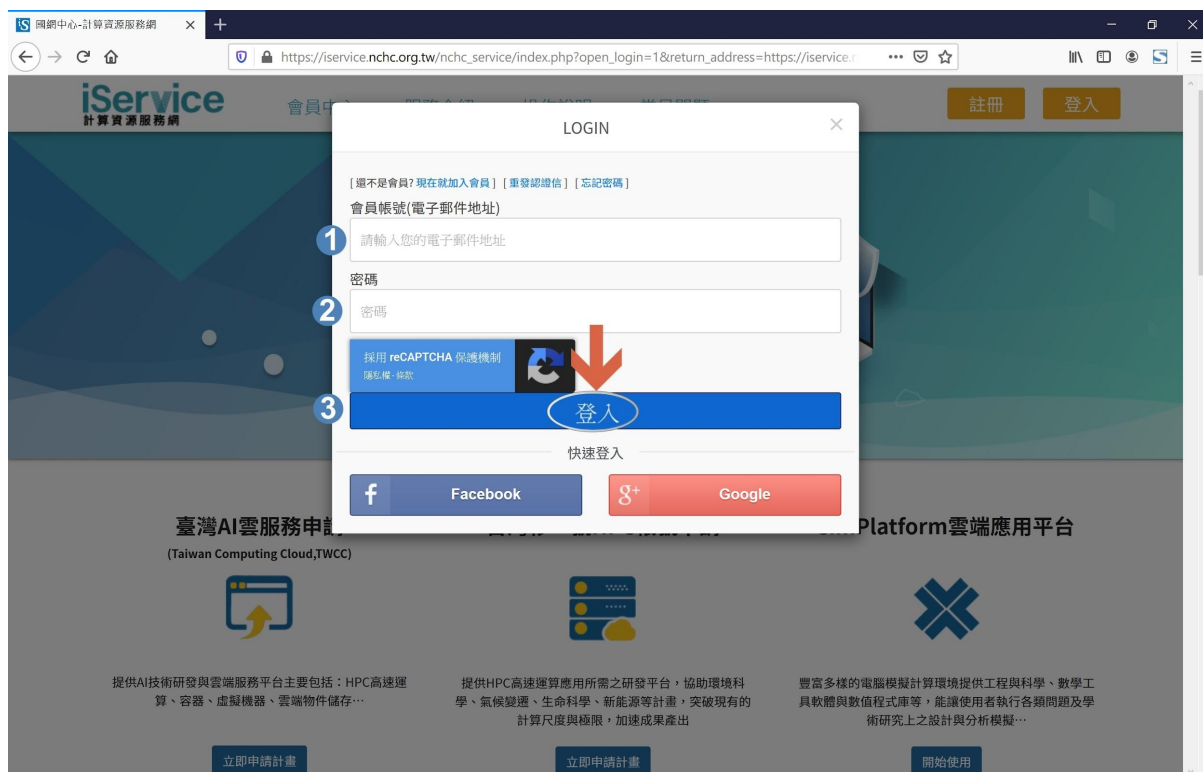 iS 國網中心-計算資源服務網
https://iservice.nchc.org.tw/nchc_service/index.php?open_login=1&return_address=https://iservice.
iService
計算資源服務網
會員中
註冊
登入
LOGIN
[ 還不是會員? 現在就加入會員 ] [ 重發認證信 ] [ 忘記密碼 ]
會員帳號(電子郵件地址)
1
請輸入您的電子郵件地址
密碼
2
密碼
採用 reCAPTCHA 保護機制
隱私權 - 條款
3
登入
快速登入
f Facebook
g+ Google
臺灣AI雲服務申請
(Taiwan Computing Cloud,TWCC)
Platform雲端應用平台
提供AI技術研發與雲端服務平台主要包括：HPC高速運
算、容器、虛擬機器、雲端物件儲存…
提供HPC高速運算應用所需之研發平台，協助環境科
學、氣候變遷、生命科學、新能源等計畫，突破現有的
計算尺度與極限，加速成果產出
豐富多樣的電腦模擬計算環境提供工程與科學、數學工
具軟體與數值程式庫等，能讓使用者執行各類問題及學
術研究上之設計與分析模擬…
立即申請計畫
立即申請計畫
開始使用